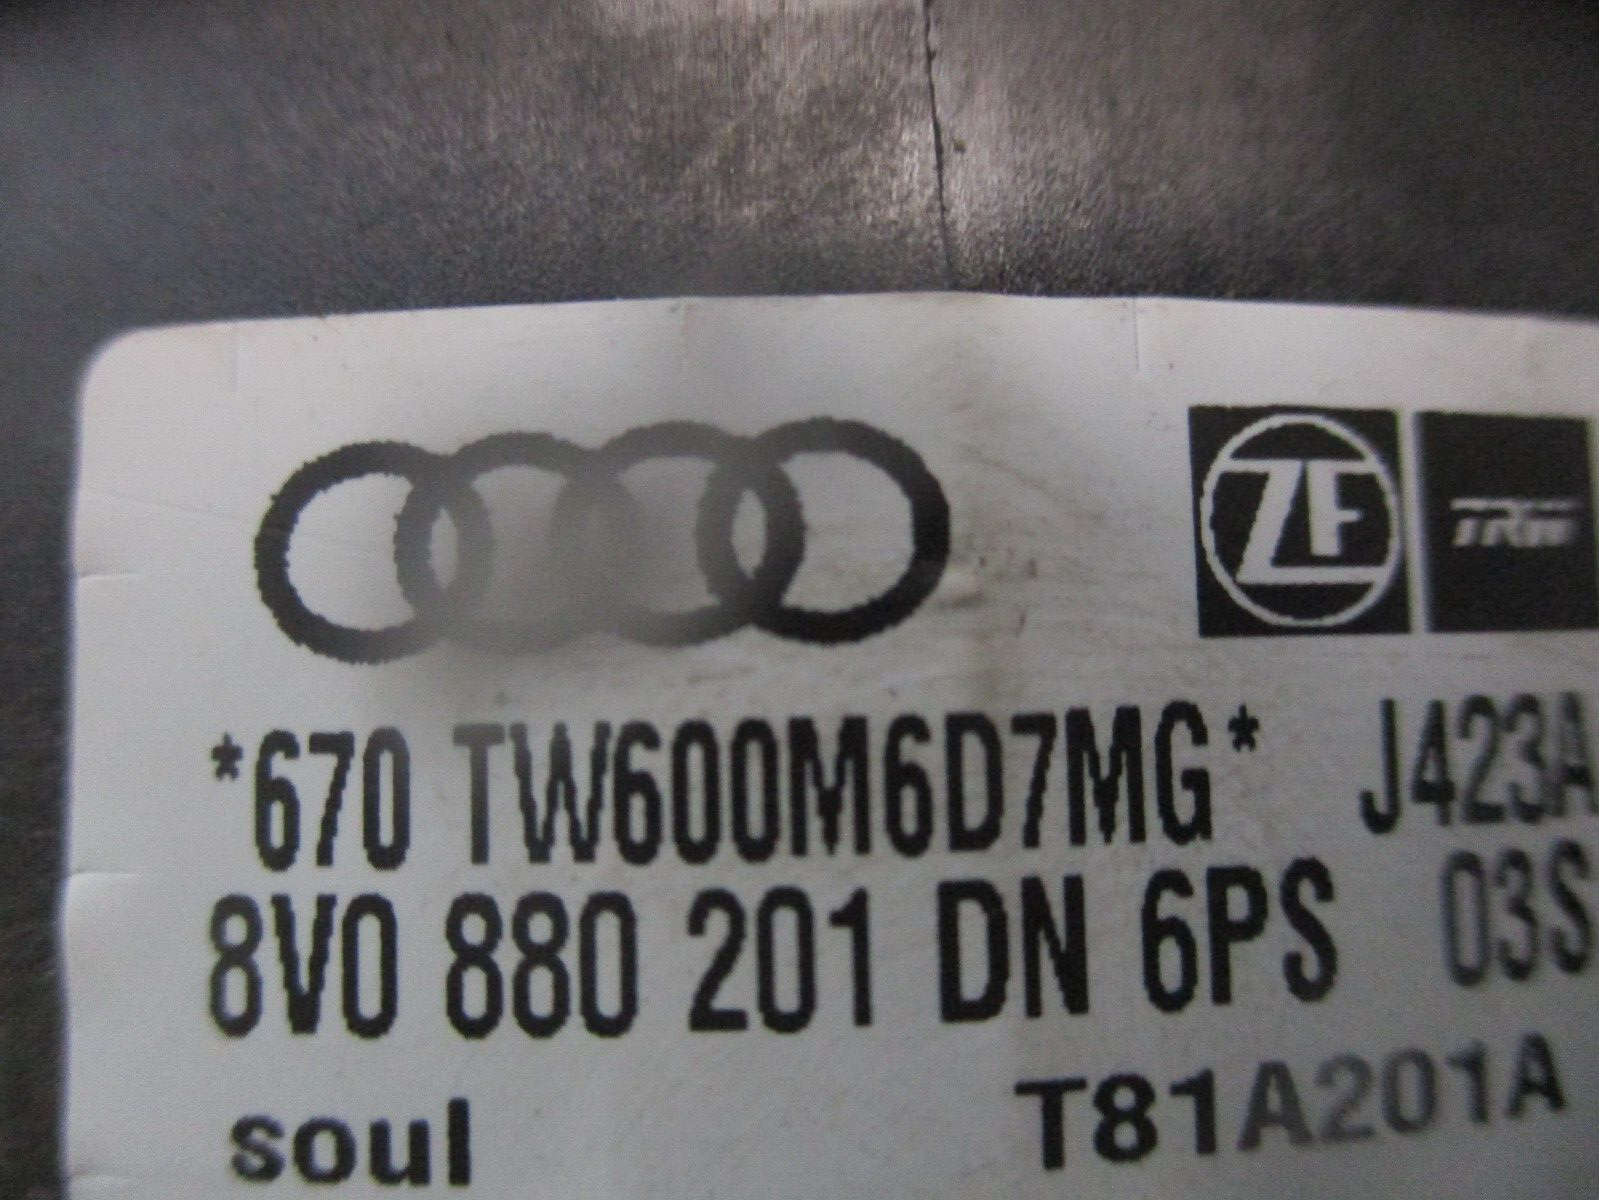 ZF TRW
*670 TW600M6D7MG* J423A
8V0 880 201 DN 6PS 03S
soul T81A201A